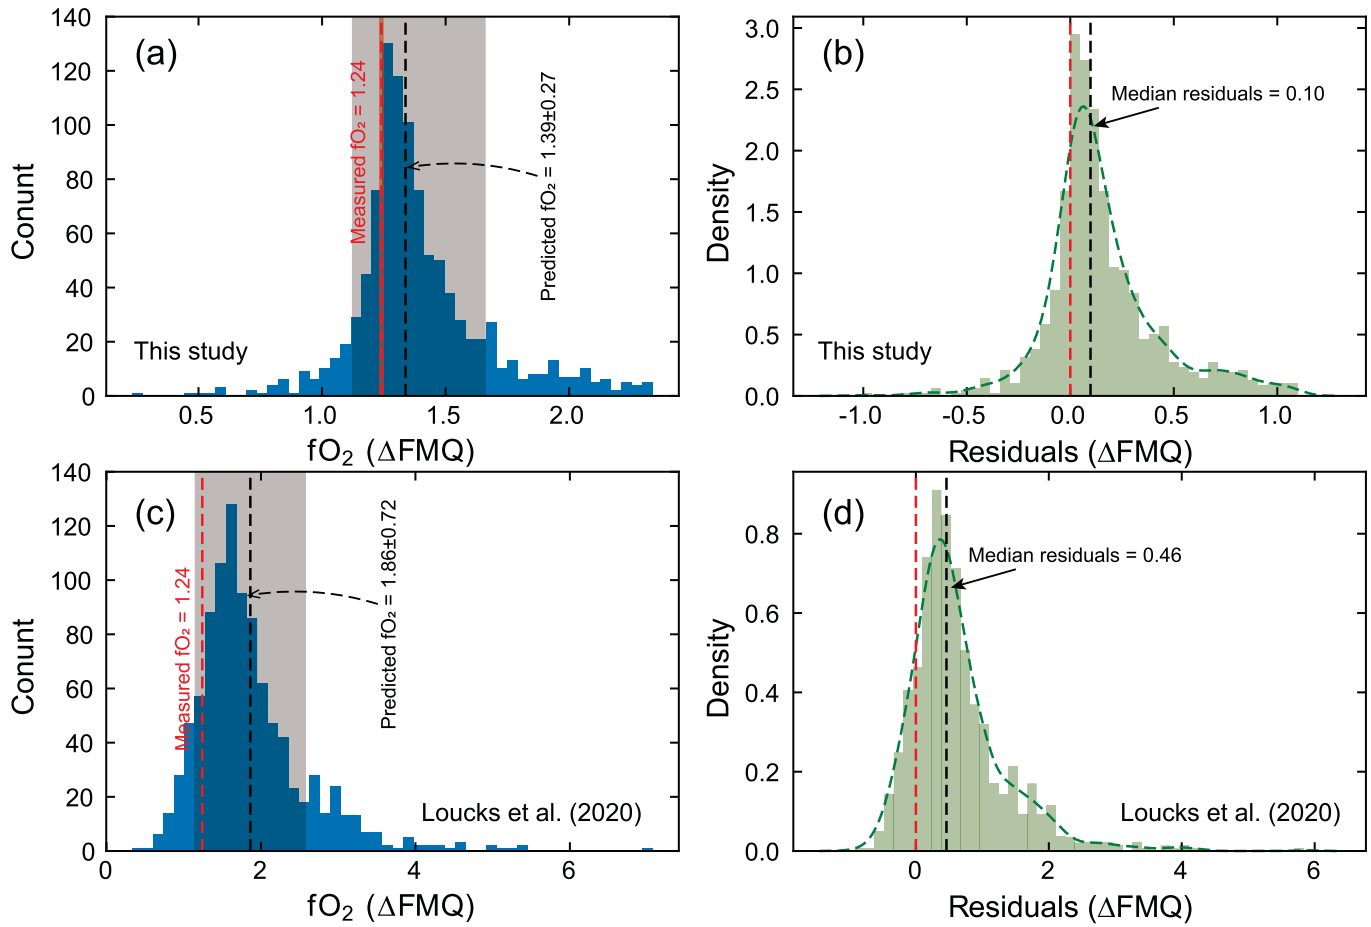 140
120
100
80
60
40
20
0
Conunt
(a)
Measured fO₂ = 1.24
Predicted fO₂ = 1.39±0.27
This study
0.5
1.0
1.5
2.0
fO₂ (ΔFMQ)
3.0
2.5
2.0
1.5
1.0
0.5
0.0
Density
(b)
Median residuals = 0.10
This study
-1.0
-0.5
0.0
0.5
1.0
Residuals (ΔFMQ)
140
120
100
80
60
40
20
0
Count
(c)
Measured fO₂ = 1.24
Predicted fO₂ = 1.86±0.72
Loucks et al. (2020)
0
2
4
6
fO₂ (ΔFMQ)
0.8
0.6
0.4
0.2
0.0
Density
(d)
Median residuals = 0.46
Loucks et al. (2020)
0
2
4
6
Residuals (ΔFMQ)